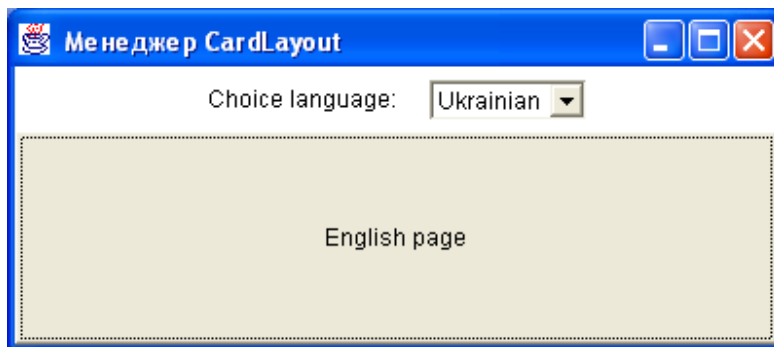 Менеджер CardLayout
Choice language: Ukrainian
English page